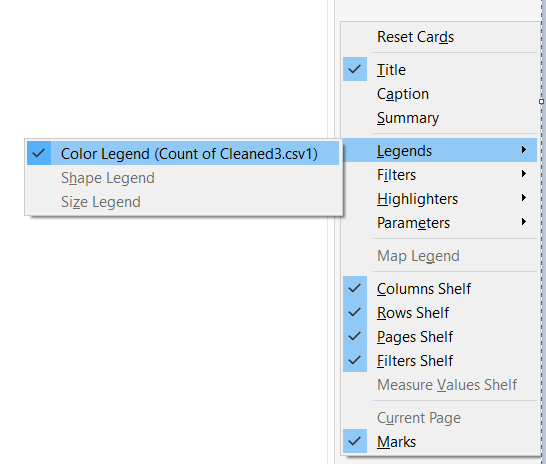 Reset Cards
Title
Caption
Summary
Legends
Color Legend (Count of Cleaned3.csv1)
Shape Legend
Size Legend
Filters
Highlighters
Parameters
Map Legend
Columns Shelf
Rows Shelf
Pages Shelf
Filters Shelf
Measure Values Shelf
Current Page
Marks